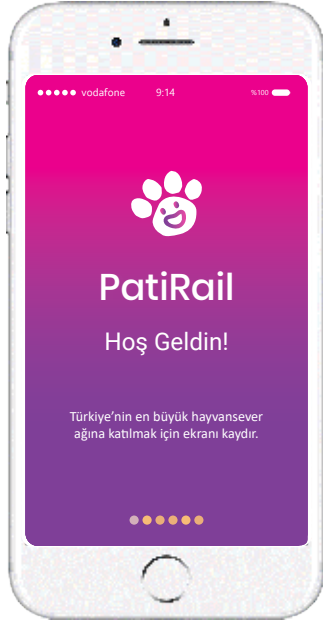 vodafone 9:14 %100
PatiRail
Hoş Geldin!
Türkiye’nin en büyük hayvansever
ağına katılmak için ekranı kaydır.